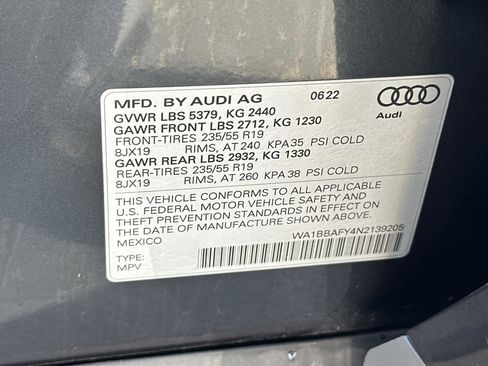 MFD. BY AUDI AG 06 22
GVWR LBS 5379, KG 2440
GAWR FRONT LBS 2712, KG 1230
FRONT-TIRES 235/55 R19
8JX19 RIMS, AT 240 KPA 35 PSI COLD
GAWR REAR LBS 2932, KG 1330
REAR-TIRES 235/55 R19
8JX19 RIMS, AT 260 KPA 38 PSI COLD
THIS VEHICLE CONFORMS TO ALL APPLICABLE
U.S. FEDERAL MOTOR VEHICLE SAFETY AND
THEFT PREVENTION STANDARDS IN EFFECT ON
THE DATE OF MANUFACTURE SHOWN ABOVE.
MEXICO
WA1BBAFY4N2139205
TYPE:
MPV
Audi